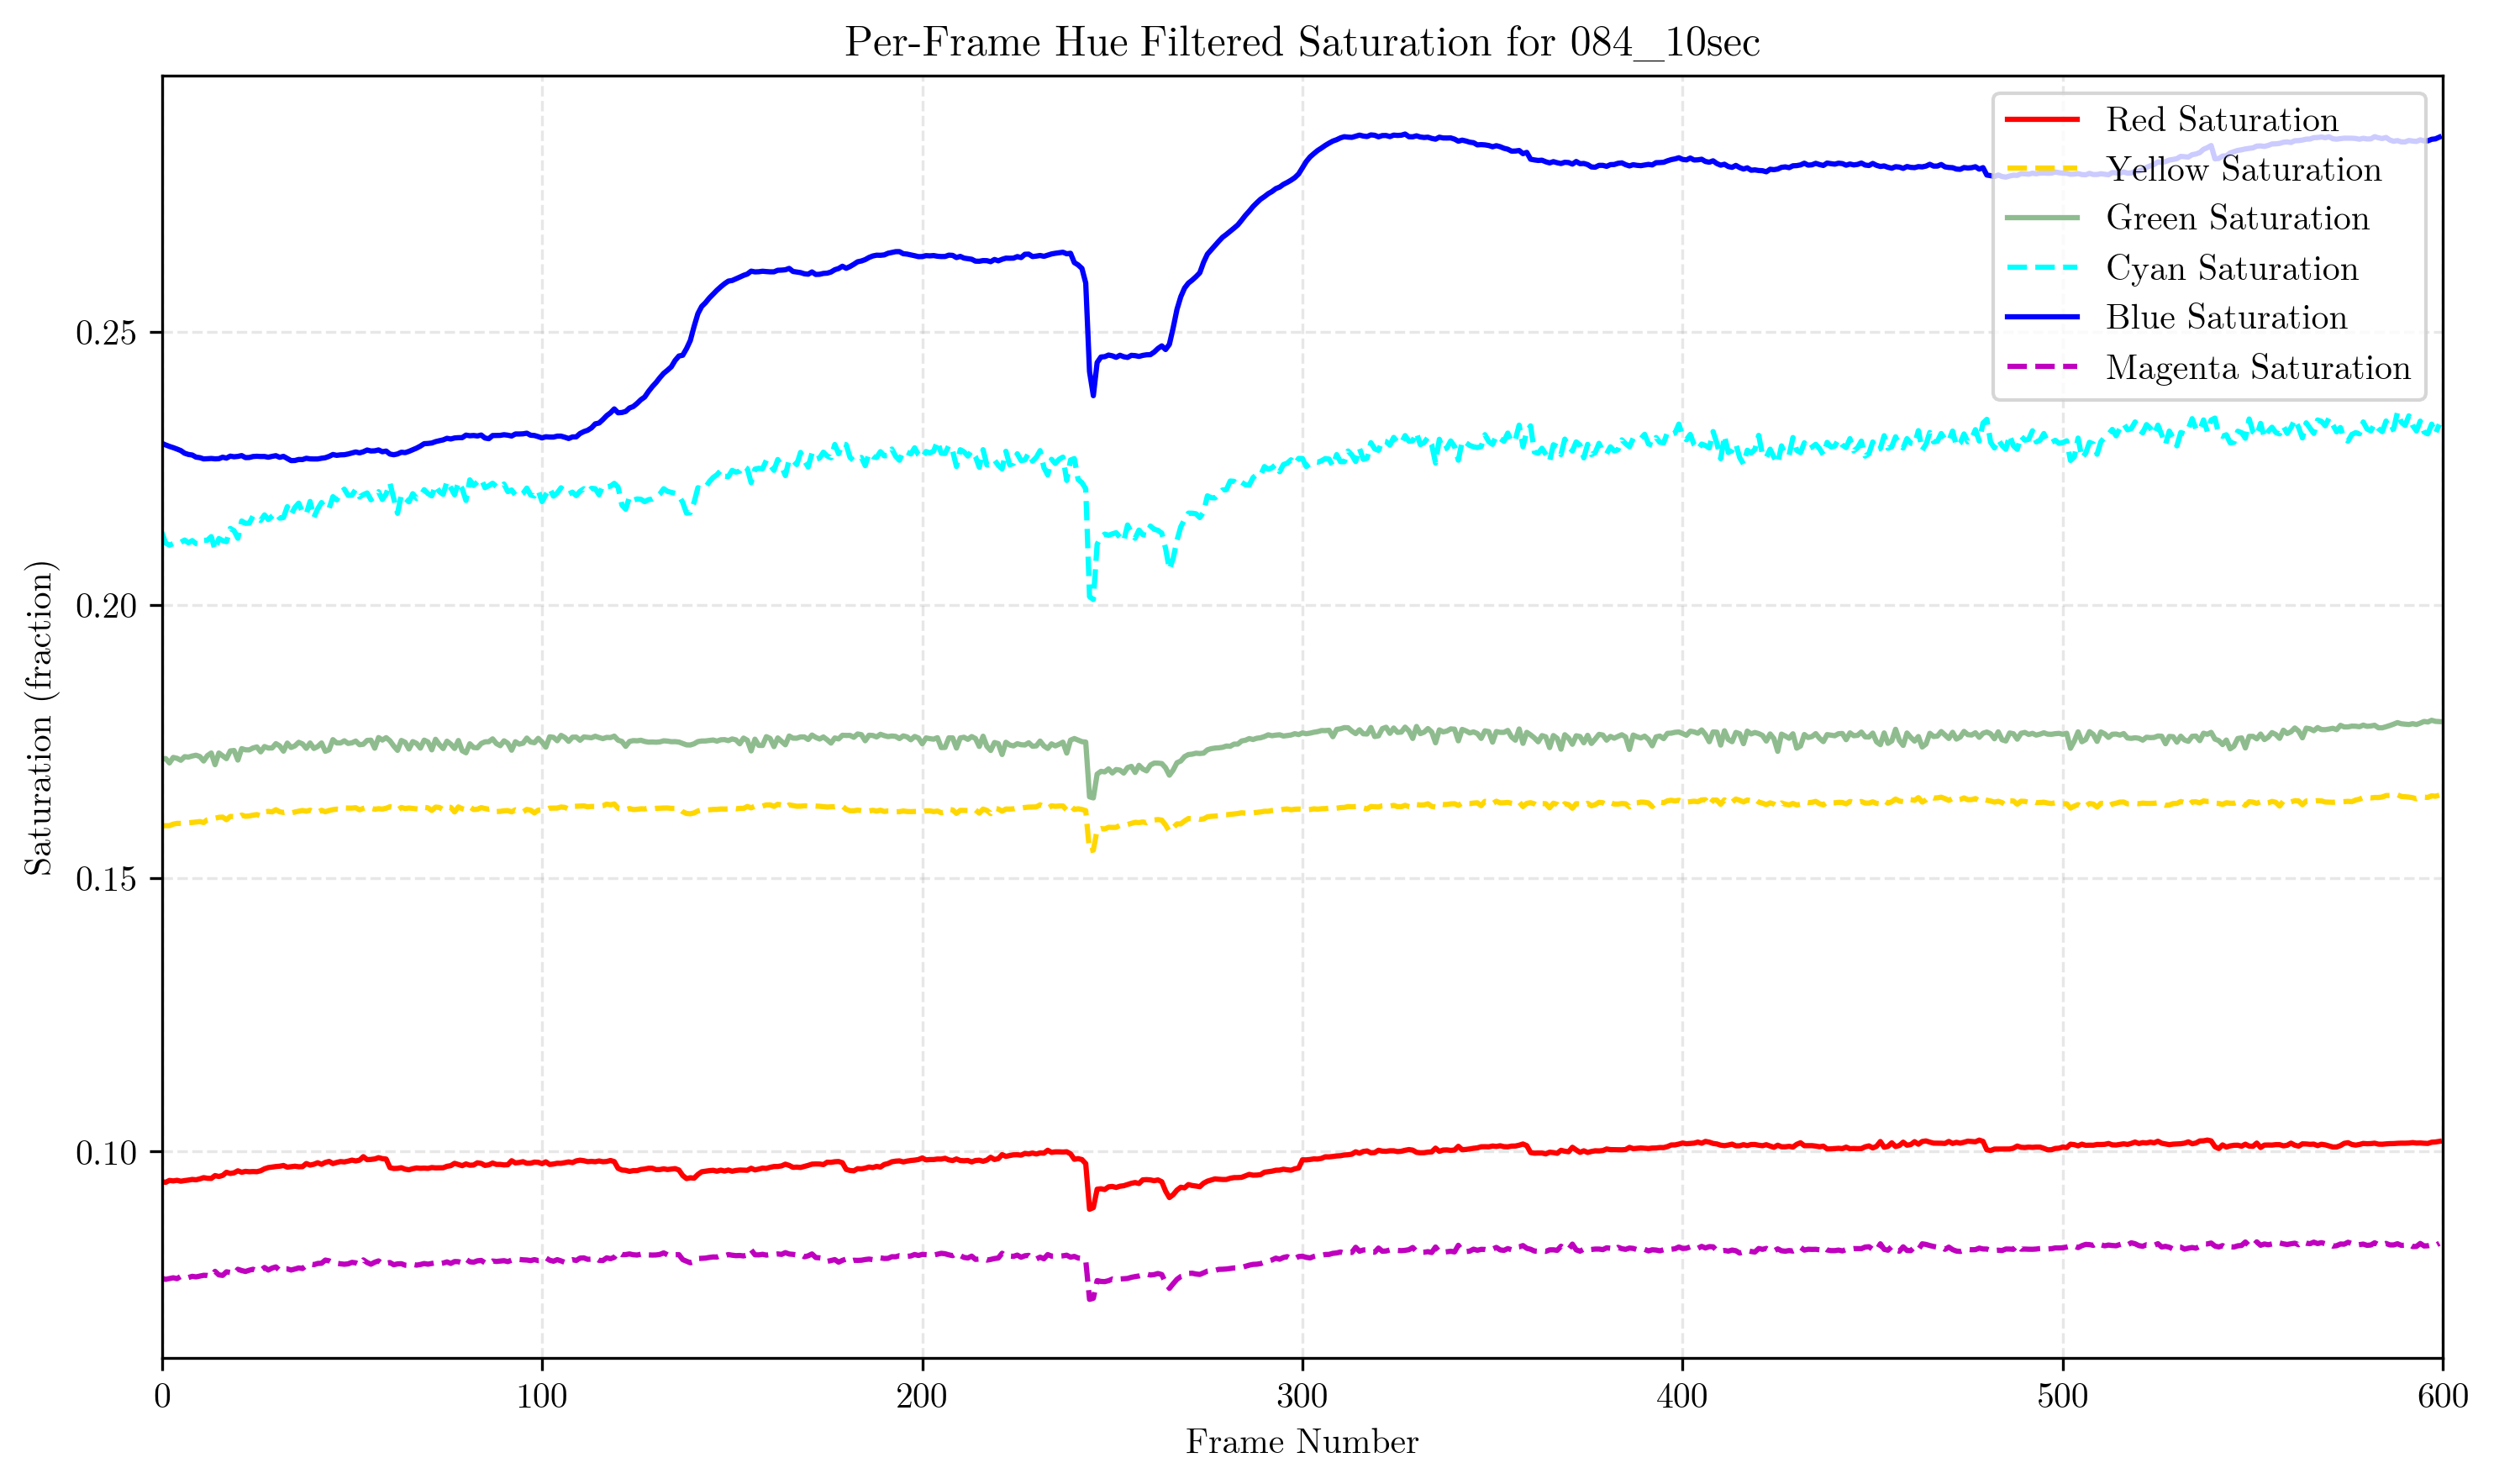 Per-Frame Hue Filtered Saturation for 084_10sec
Red Saturation
Yellow Saturation
Green Saturation
Cyan Saturation
Blue Saturation
Magenta Saturation
Saturation (fraction)
0.25
0.20
0.15
0.10
0 100 200 300 400 500 600
Frame Number